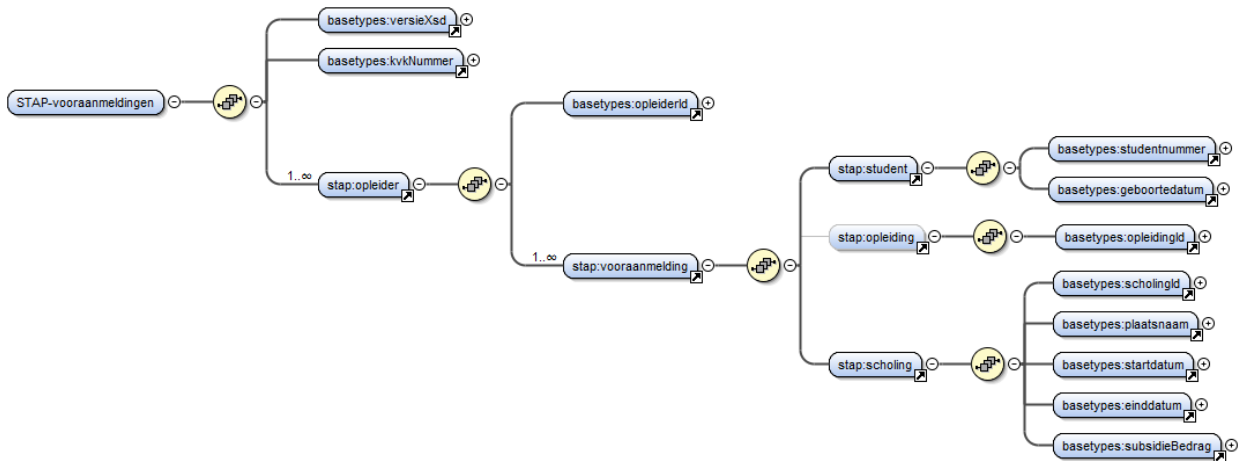 basetypes:versieXsd
basetypes:kvkNummer
STAP-vooraanmeldingen
1..∞
stap:opleider
basetypes:opleiderId
1..∞
stap:vooraanmelding
stap:student
basetypes:studentnummer
basetypes:geboortedatum
stap:opleiding
basetypes:opleidingId
stap:scholing
basetypes:scholingId
basetypes:plaatsnaam
basetypes:startdatum
basetypes:einddatum
basetypes:subsidieBedrag